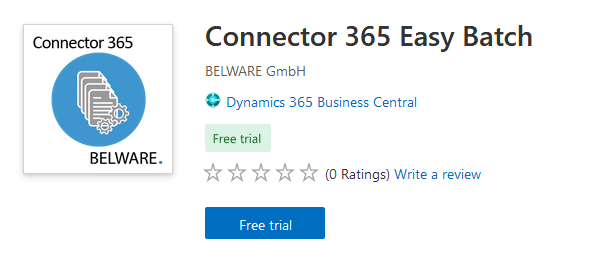 Connector 365
BELWARE.
Connector 365 Easy Batch
BELWARE GmbH
Dynamics 365 Business Central
Free trial
(0 Ratings) Write a review
Free trial